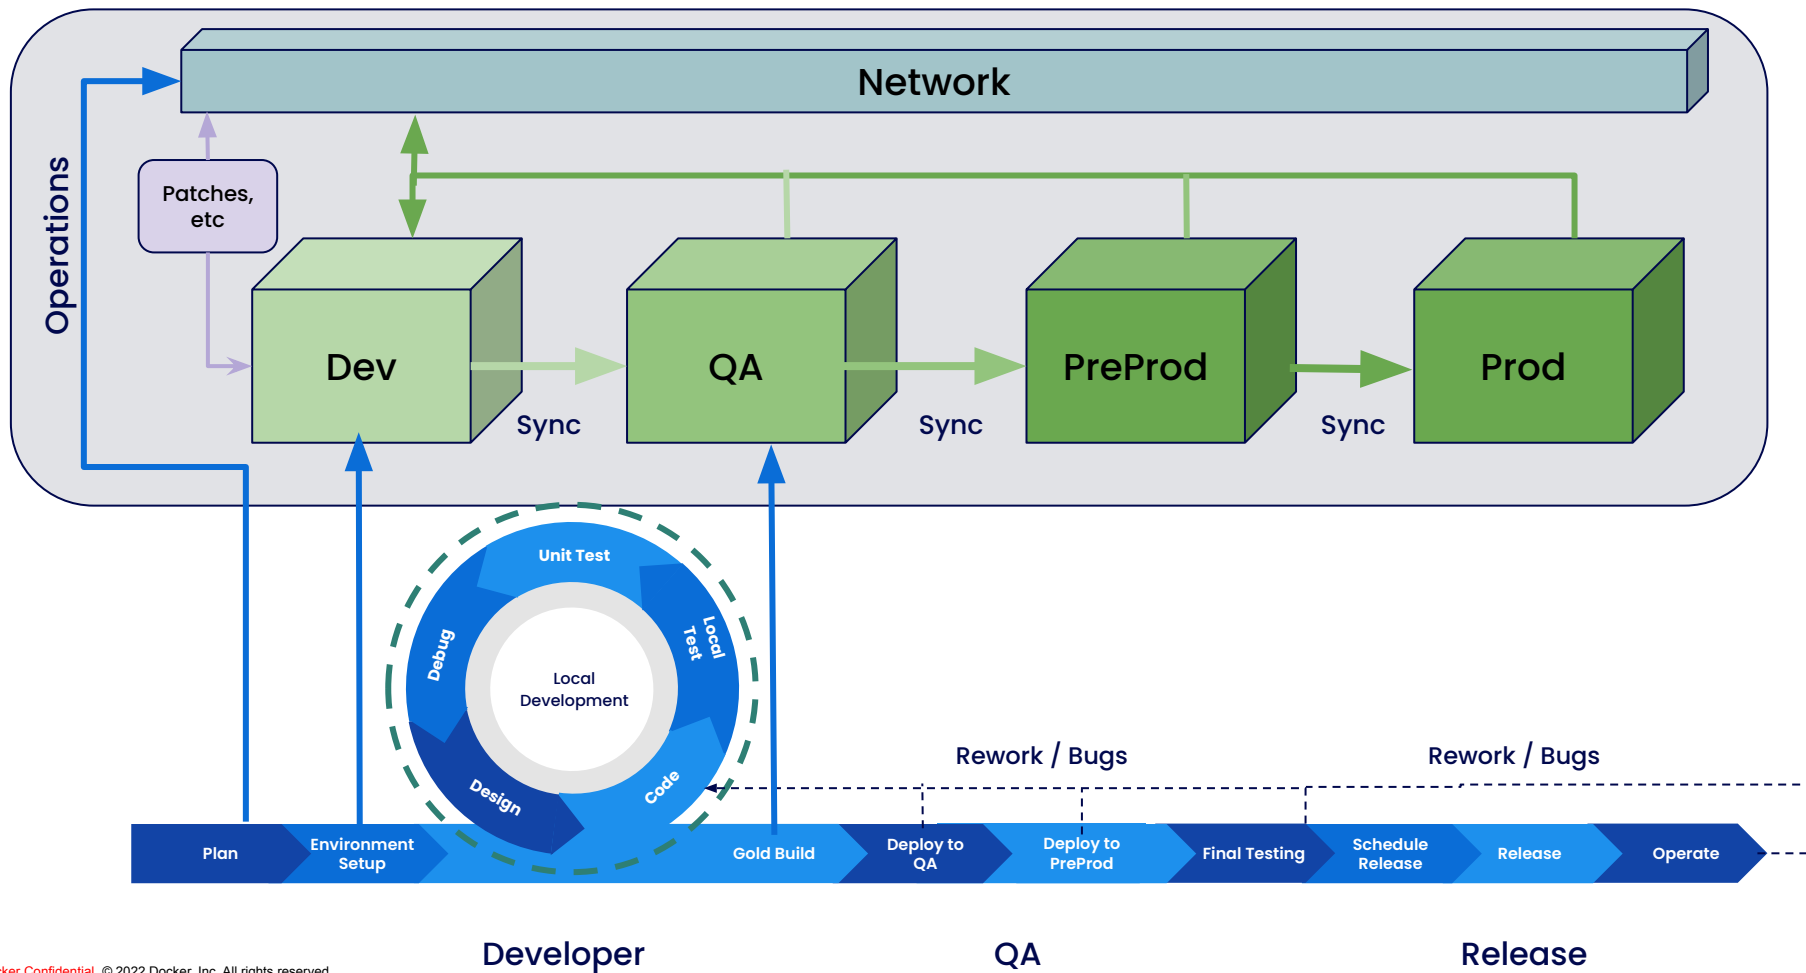 Network
Operations
Patches,
etc
Dev
QA
PreProd
Prod
Sync
Sync
Sync
Unit Test
Local
Test
Debug
Local
Development
Design
Code
Rework / Bugs
Rework / Bugs
Plan
Environment
Setup
Gold Build
Deploy to
QA
Deploy to
PreProd
Final Testing
Schedule
Release
Release
Operate
Developer
QA
Release
cker Confidential © 2022 Docker, Inc. All rights reserved